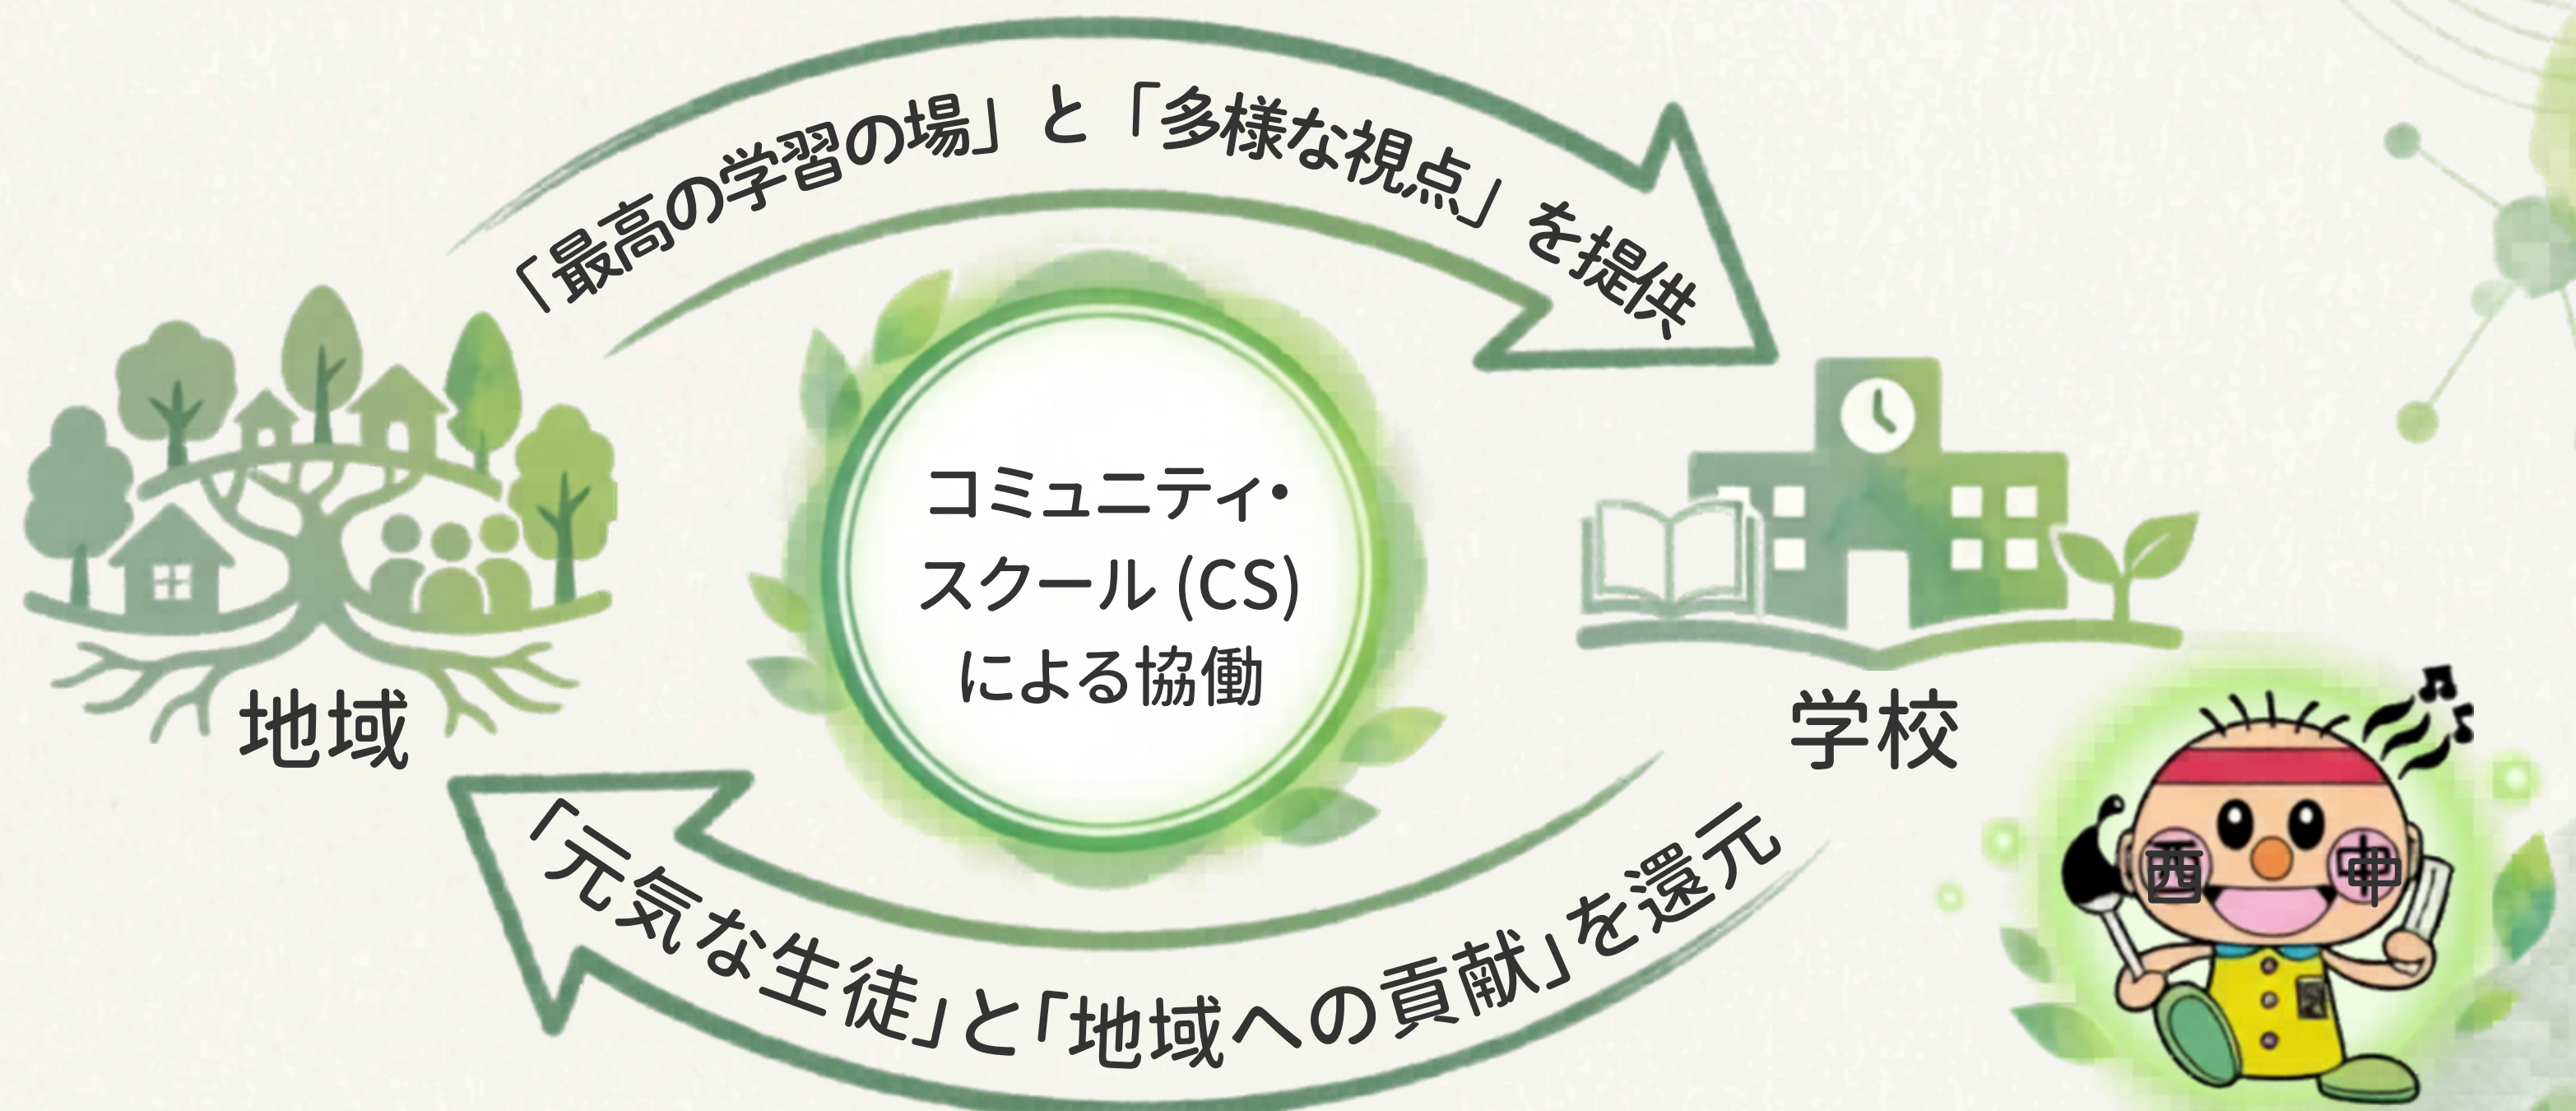 「最高の学習の場」と「多様な視点」を提供
コミュニティ・
スクール (CS)
による協働
地域
学校
「元気な生徒」と「地域への貢献」を還元
西
中